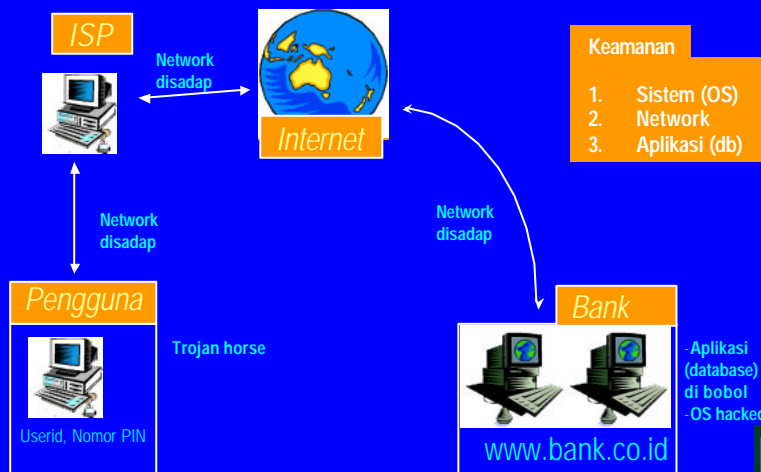 ISP
Network
disadap
Internet
Keamanan
1. Sistem (OS)
2. Network
3. Aplikasi (db)
Network
disadap
Network
disadap
Pengguna
Trojan horse
Userid, Nomor PIN
Bank
-Aplikasi
(database)
di bobol
-OS hacked
www.bank.co.id